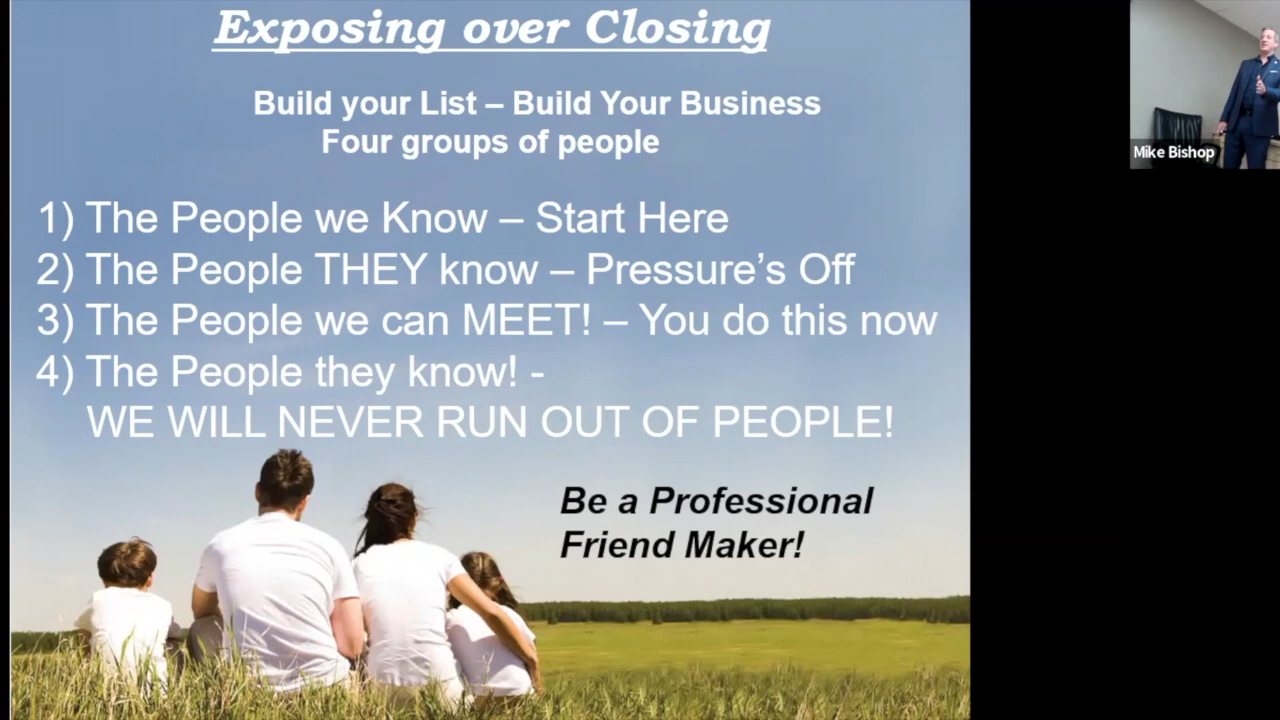 Exposing over Closing
Build your List – Build Your Business
Four groups of people
1) The People we Know – Start Here
2) The People THEY know – Pressure's Off
3) The People we can MEET! – You do this now
4) The People they know! -
WE WILL NEVER RUN OUT OF PEOPLE!
Be a Professional
Friend Maker!
Mike Bishop